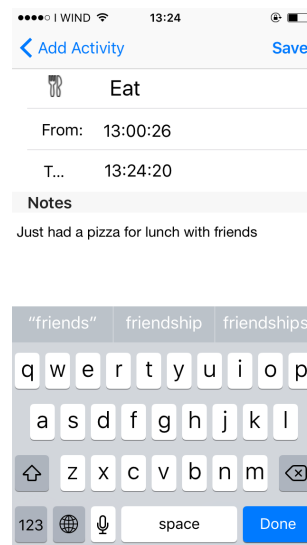 I WIND 13:24
Add Activity Save
Eat
From: 13:00:26
T... 13:24:20
Notes
Just had a pizza for lunch with friends
“friends” friendship friendships
q w e r t y u i o p
a s d f g h j k l
z x c v b n m
123 space Done